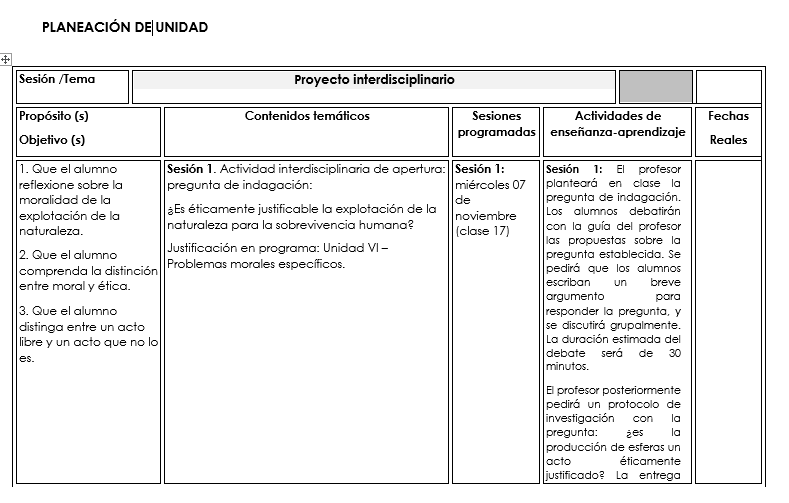 PLANEACIÓN DE UNIDAD
Sesión /Tema
Proyecto interdisciplinario
Propósito (s)
Objetivo (s)
Contenidos temáticos
Sesiones
programadas
Actividades de
enseñanza-aprendizaje
Fechas
Reales
1. Que el alumno
reflexione sobre la
moralidad de la
explotación de la
naturaleza.
2. Que el alumno
comprenda la distinción
entre moral y ética.
3. Que el alumno
distinga entre un acto
libre y un acto que no lo
es.
Sesión 1. Actividad interdisciplinaria de apertura:
pregunta de indagación:
¿Es éticamente justificable la explotación de la
naturaleza para la sobrevivencia humana?
Justificación en programa: Unidad VI –
Problemas morales específicos.
Sesión 1:
miércoles 07
de
noviembre
(clase 17)
Sesión 1: El profesor
planteará en clase la
pregunta de indagación.
Los alumnos debatirán
con la guía del profesor
las propuestas sobre la
pregunta establecida. Se
pedirá que los alumnos
escriban un breve
argumento para
responder la pregunta, y
se discutirá grupalmente.
La duración estimada del
debate será de 30
minutos.
El profesor posteriormente
pedirá un protocolo de
investigación con la
pregunta: ¿es la
producción de esferas un
acto éticamente
justificado? La entrega